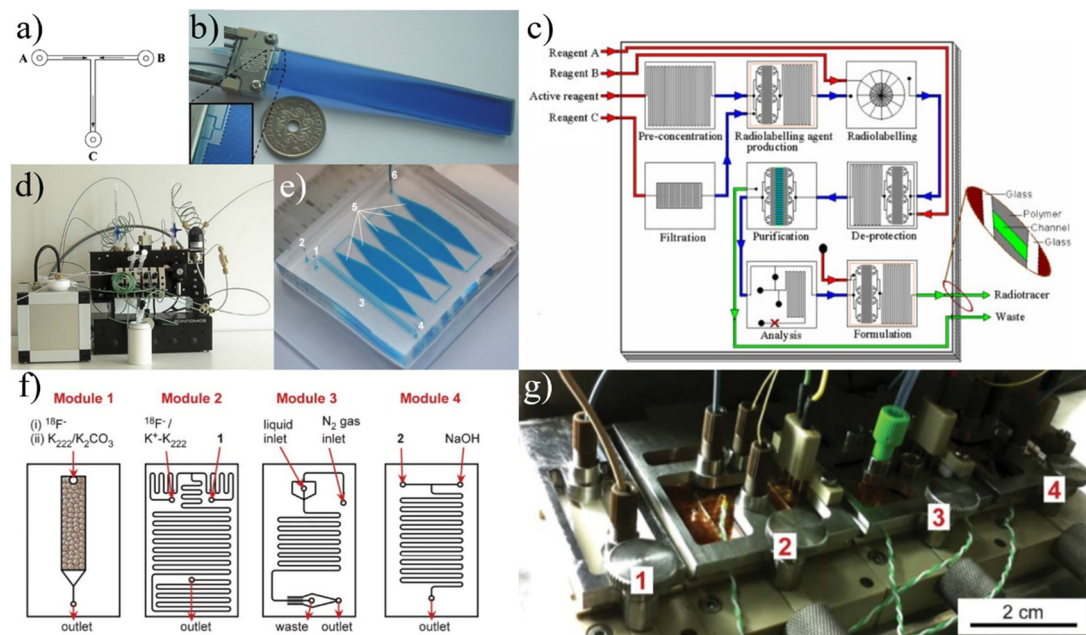 a)
A
B
C
b)
c)
Reagent A
Reagent B
Active reagent
Reagent C
Pre-concentration
Radiolabelling agent
production
Radiolabelling
Filtration
Purification
De-protection
Analysis
Formulation
Glass
Polymer
Channel
Glass
Radiotracer
Waste
d)
e)
6
5
2
1
3
4
f)
Module 1
(i) ¹⁸F⁻
(ii) K₂₂₂/K₂CO₃
outlet
Module 2
¹⁸F⁻ /
K⁺-K₂₂₂ 1
outlet
Module 3
liquid
inlet
N₂ gas
inlet
waste outlet
Module 4
2 NaOH
outlet
g)
1
2
3
4
2 cm